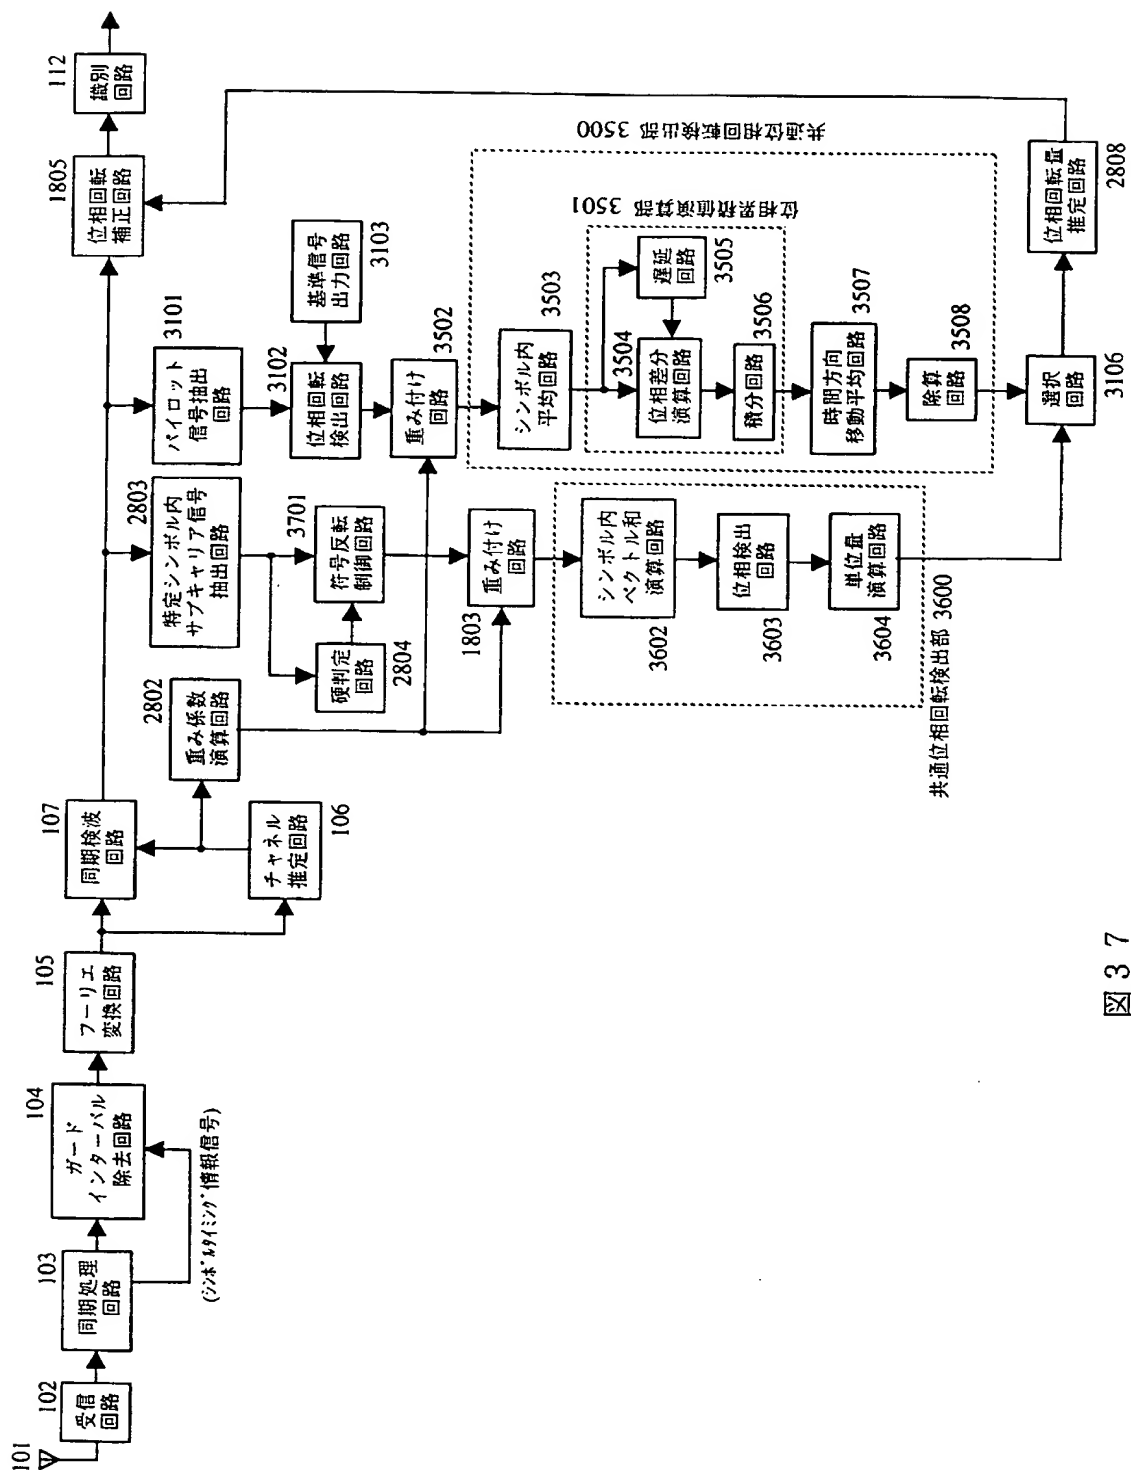 101
102
受信
回路
103
同期処理
回路
(シンボルタイミング情報信号)
104
ガード
インターバル
除去回路
105
フーリエ
変換回路
107
同期検波
回路
106
チャネル
推定回路
2802
重み係数
演算回路
2803
特定シンボル内
サブキャリア信号
抽出回路
3701
符号反転
制御回路
硬判定
回路
2804
1803
重み付け
回路
シンボル内
ベクトル和
演算回路
3602
位相検出
回路
3603
単位量
演算回路
3604
共通位相回転検出部 3600
3101
パイロット
信号抽出
回路
3102
位相回転
検出回路
基準信号
出力回路
3103
重み付け
回路
3502
共通位相回転検出部 3500
シンボル内
平均回路
3503
位相累積値演算部 3501
3504
位相差分
演算回路
遅延
回路
3505
積分回路
3506
時間方向
移動平均回路
3507
除算
回路
3508
選択
回路
3106
位相回転量
推定回路
2808
1805
位相回転
補正回路
112
識別
回路
図37